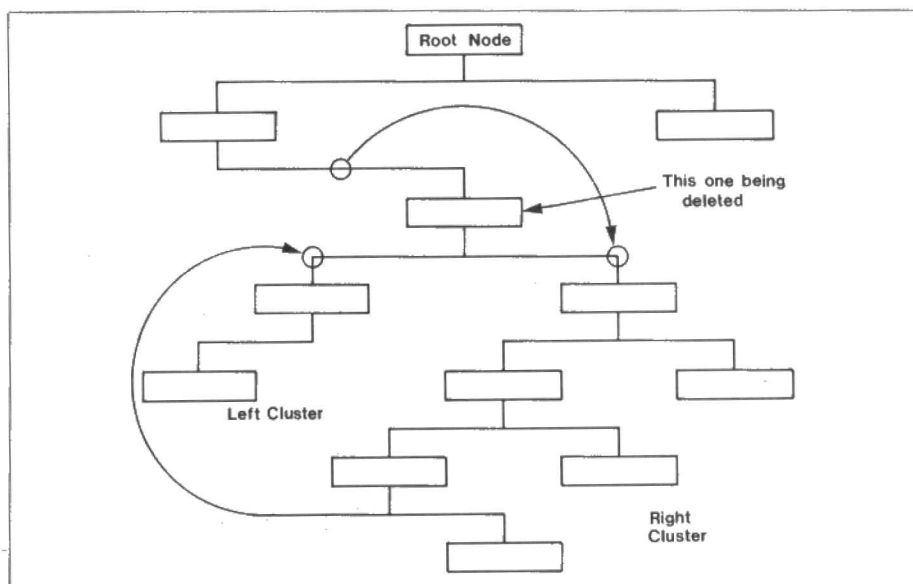 Root Node
This one being
deleted
Left Cluster
Right
Cluster